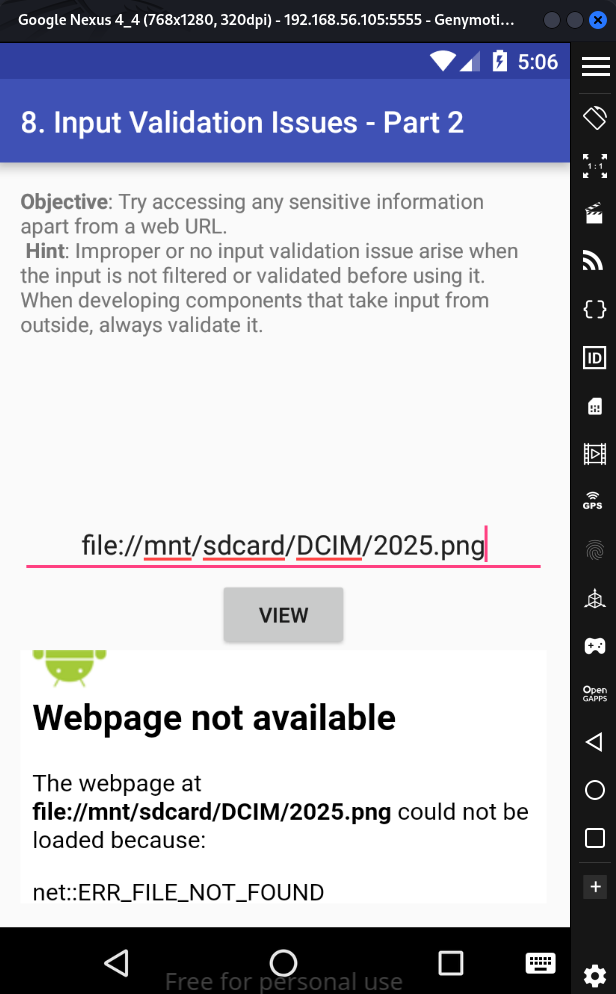 Google Nexus 4_4 (768x1280, 320dpi) - 192.168.56.105:5555 - Genymoti...
5:06
8. Input Validation Issues - Part 2
Objective: Try accessing any sensitive information
apart from a web URL.
Hint: Improper or no input validation issue arise when
the input is not filtered or validated before using it.
When developing components that take input from
outside, always validate it.
file://mnt/sdcard/DCIM/2025.png
VIEW
Webpage not available
The webpage at
file://mnt/sdcard/DCIM/2025.png could not be
loaded because:
net::ERR_FILE_NOT_FOUND
Free for personal use
1:1
ID
GPS
Open
GAPPS